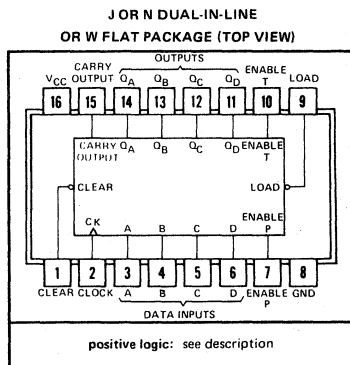 J OR N DUAL-IN-LINE
OR W FLAT PACKAGE (TOP VIEW)
OUTPUTS
VCC CARRY OUTPUT QA QB QC QD ENABLE T LOAD
16 15 14 13 12 11 10 9
CARRY OUTPUT QA QB QC QD ENABLE T
CLEAR LOAD
CK A B C D ENABLE P
1 2 3 4 5 6 7 8
CLEAR CLOCK A B C D ENABLE P GND
DATA INPUTS
positive logic: see description